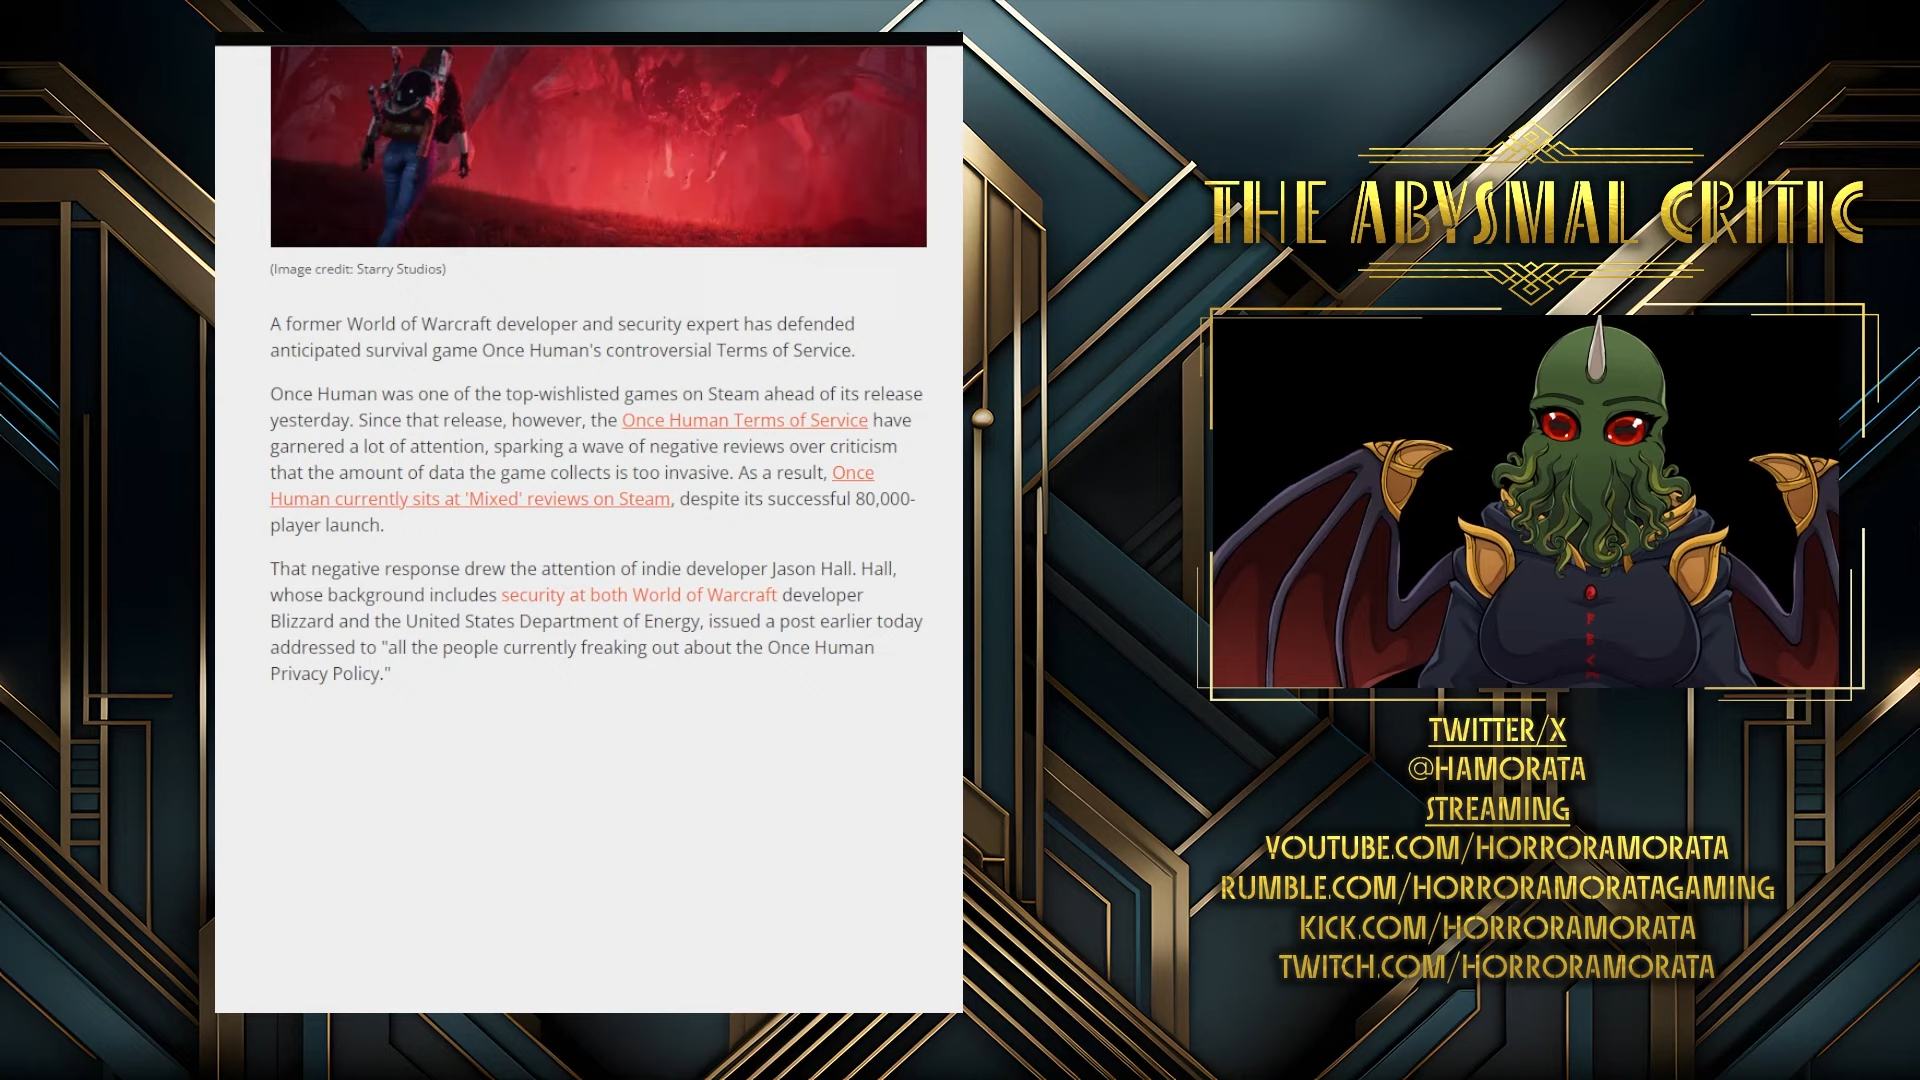 (Image credit: Starry Studios)
A former World of Warcraft developer and security expert has defended
anticipated survival game Once Human's controversial Terms of Service.
Once Human was one of the top-wishlisted games on Steam ahead of its release
yesterday. Since that release, however, the Once Human Terms of Service have
garnered a lot of attention, sparking a wave of negative reviews over criticism
that the amount of data the game collects is too invasive. As a result, Once
Human currently sits at 'Mixed' reviews on Steam, despite its successful 80,000-
player launch.
That negative response drew the attention of indie developer Jason Hall. Hall,
whose background includes security at both World of Warcraft developer
Blizzard and the United States Department of Energy, issued a post earlier today
addressed to "all the people currently freaking out about the Once Human
Privacy Policy."
THE ABYSMAL CRITIC
TWITTER/X
@HAMORATA
STREAMING
YOUTUBE.COM/HORRORAMORATA
RUMBLE.COM/HORRORAMORATAGAMING
KICK.COM/HORRORAMORATA
TWITCH.COM/HORRORAMORATA